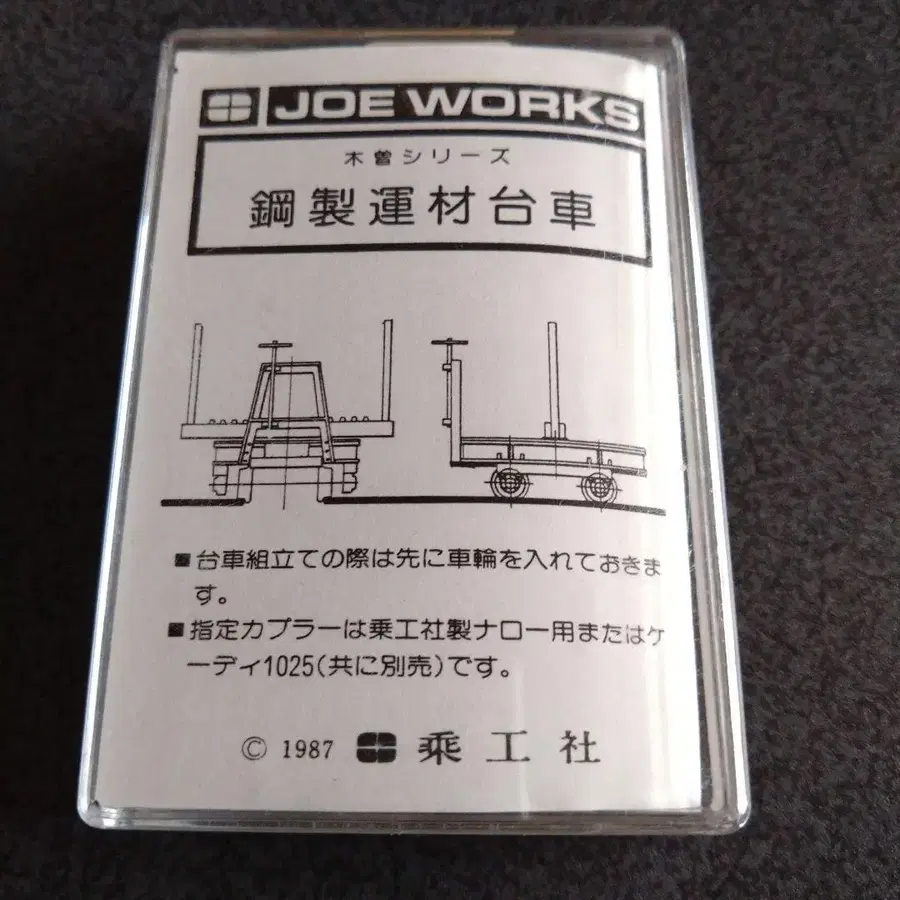 JOE WORKS
木曽シリーズ
鋼製運材台車
■台車組立ての際は先に車輪を入れておきま
す。
■指定カプラーは乗工社製ナロー用またはケ
ーディ1025(共に別売)です。
© 1987 乗工社